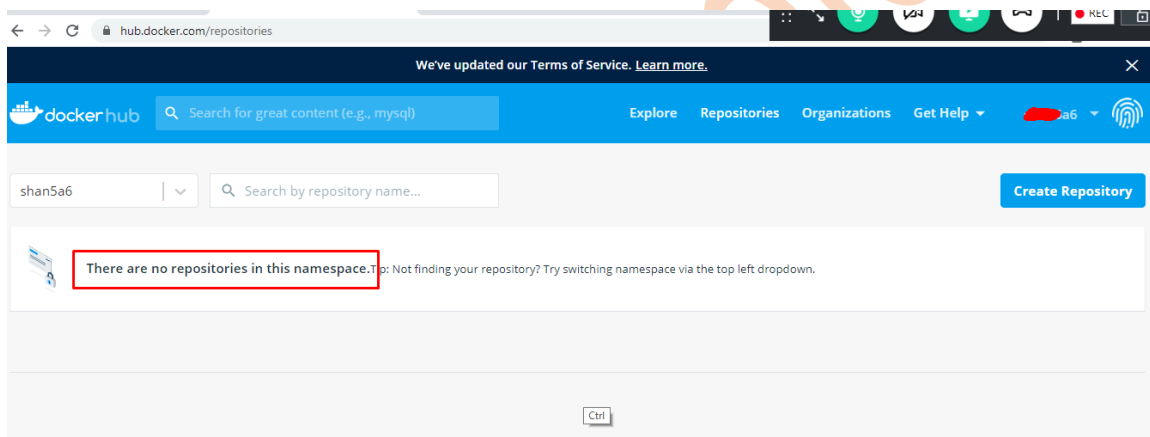 REC
hub.docker.com/repositories
We've updated our Terms of Service. Learn more.
dockerhub
Search for great content (e.g., mysql)
Explore Repositories Organizations Get Help
a6
shan5a6
Search by repository name...
Create Repository
There are no repositories in this namespace. Tip: Not finding your repository? Try switching namespace via the top left dropdown.
Ctrl